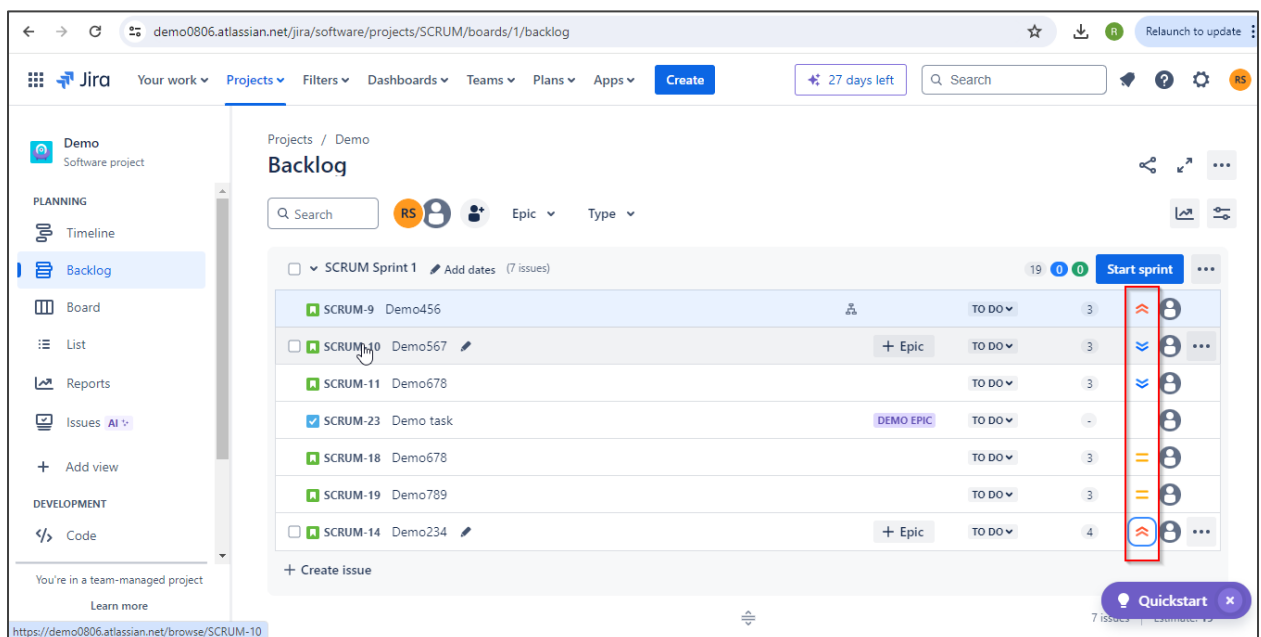 demo0806.atlassian.net/jira/software/projects/SCRUM/boards/1/backlog R Relaunch to update
Jira Your work Projects Filters Dashboards Teams Plans Apps Create 27 days left Search RS
Demo
Software project
PLANNING
Timeline
Backlog
Board
List
Reports
Issues AI
Add view
DEVELOPMENT
Code
You're in a team-managed project
Learn more
https://demo0806.atlassian.net/browse/SCRUM-10
Projects / Demo
Backlog
Search RS Epic Type
SCRUM Sprint 1 Add dates (7 issues) 19 0 0 Start sprint
SCRUM-9 Demo456 TO DO 3
SCRUM-10 Demo567 + Epic TO DO 3
SCRUM-11 Demo678 TO DO 3
SCRUM-23 Demo task DEMO EPIC TO DO -
SCRUM-18 Demo678 TO DO 3
SCRUM-19 Demo789 TO DO 3
SCRUM-14 Demo234 + Epic TO DO 4
+ Create issue
Quickstart
7 issues Estimate: 19